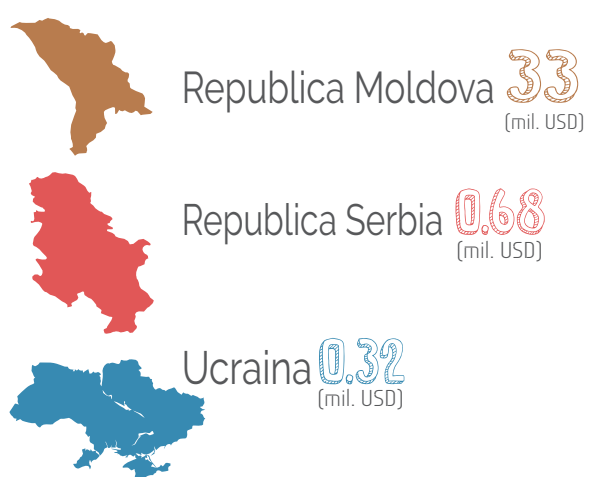 Republica Moldova 33
(mil. USD)
Republica Serbia 0.68
(mil. USD)
Ucraina 0.32
(mil. USD)